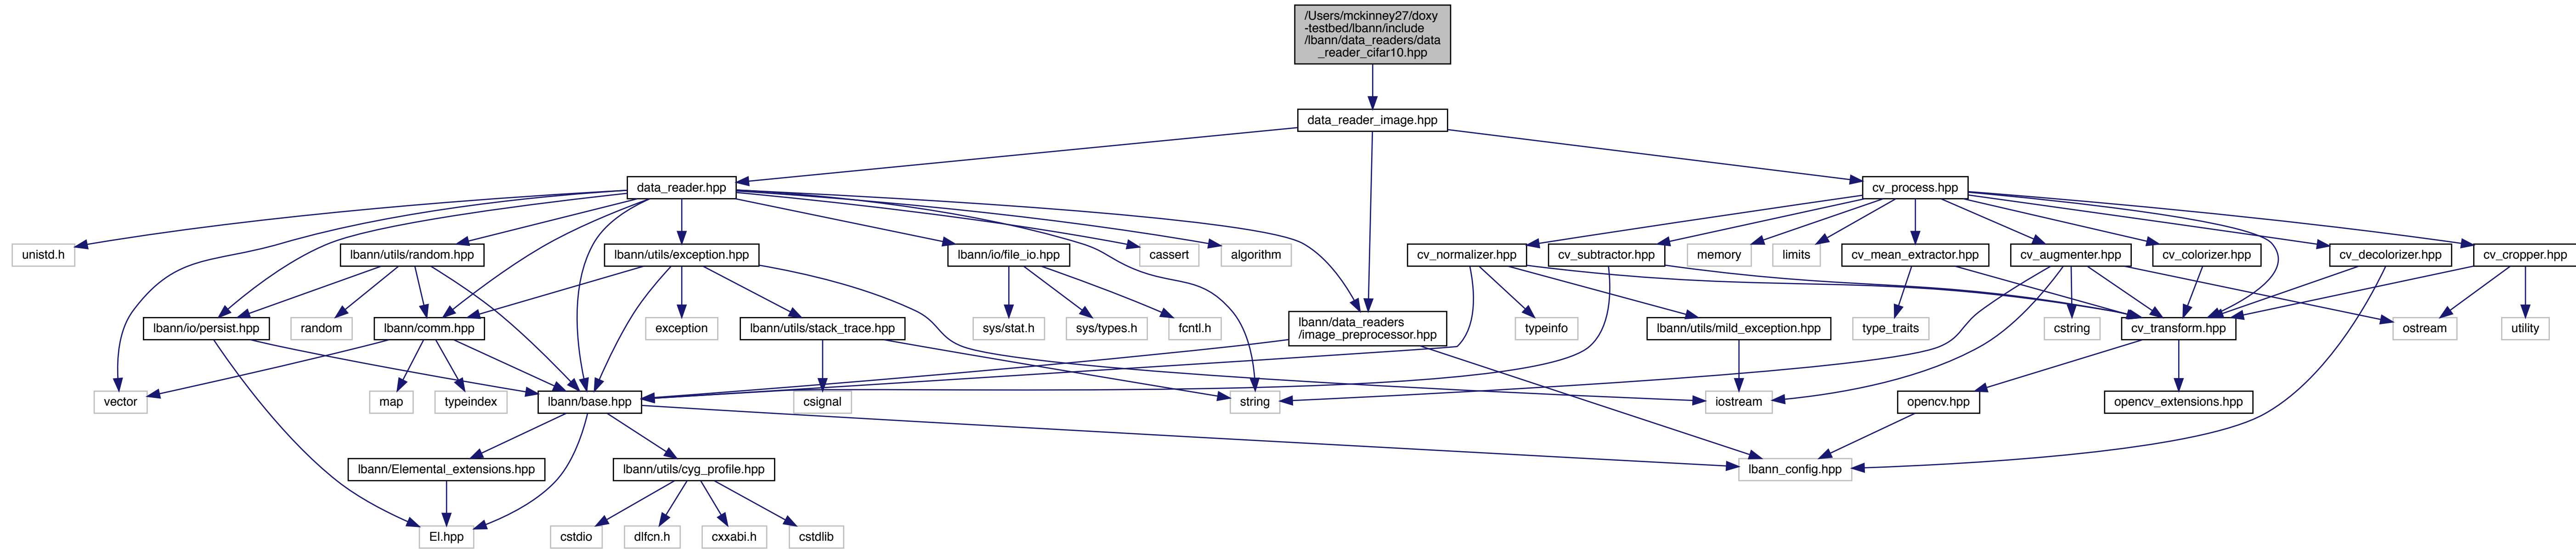 /Users/mckinney27/doxy
-testbed/lbann/include
/lbann/data_readers/data
_reader_cifar10.hpp
data_reader_image.hpp
data_reader.hpp
cv_process.hpp
unistd.h
lbann/utils/random.hpp
lbann/utils/exception.hpp
lbann/io/file_io.hpp
cassert
algorithm
cv_normalizer.hpp
cv_subtractor.hpp
memory
limits
cv_mean_extractor.hpp
cv_augmenter.hpp
cv_colorizer.hpp
cv_decolorizer.hpp
cv_cropper.hpp
lbann/io/persist.hpp
random
lbann/comm.hpp
exception
lbann/utils/stack_trace.hpp
sys/stat.h
sys/types.h
fcntl.h
lbann/data_readers
/image_preprocessor.hpp
typeinfo
lbann/utils/mild_exception.hpp
type_traits
cstring
cv_transform.hpp
ostream
utility
vector
map
typeindex
lbann/base.hpp
csignal
string
iostream
opencv.hpp
opencv_extensions.hpp
lbann/Elemental_extensions.hpp
lbann/utils/cyg_profile.hpp
lbann_config.hpp
El.hpp
cstdio
dlfcn.h
cxxabi.h
cstdlib